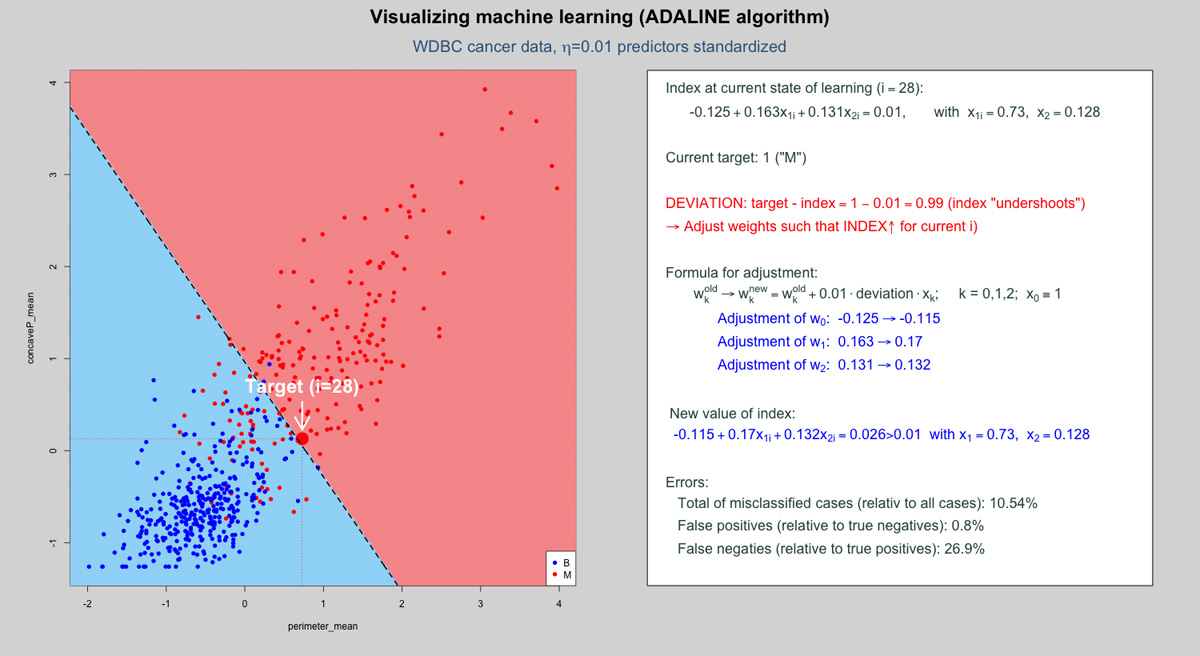 Visualizing machine learning (ADALINE algorithm)
WDBC cancer data, η=0.01 predictors standardized
4
3
2
1
0
-1
concaveP_mean
Target (i=28)
B
M
-2
-1
0
1
2
3
4
perimeter_mean
Index at current state of learning (i = 28):
-0.125 + 0.163x₁ᵢ + 0.131x₂ᵢ = 0.01, with x₁ᵢ = 0.73, x₂ = 0.128
Current target: 1 ("M")
DEVIATION: target - index = 1 − 0.01 = 0.99 (index "undershoots")
→ Adjust weights such that INDEX↑ for current i)
Formula for adjustment:
wₖᵒˡᵈ → wₖⁿᵉʷ = wₖᵒˡᵈ + 0.01 · deviation · xₖ; k = 0,1,2; x₀ ≡ 1
Adjustment of w₀: -0.125 → -0.115
Adjustment of w₁: 0.163 → 0.17
Adjustment of w₂: 0.131 → 0.132
New value of index:
-0.115 + 0.17x₁ᵢ + 0.132x₂ᵢ = 0.026>0.01 with x₁ = 0.73, x₂ = 0.128
Errors:
Total of misclassified cases (relativ to all cases): 10.54%
False positives (relative to true negatives): 0.8%
False negaties (relative to true positives): 26.9%